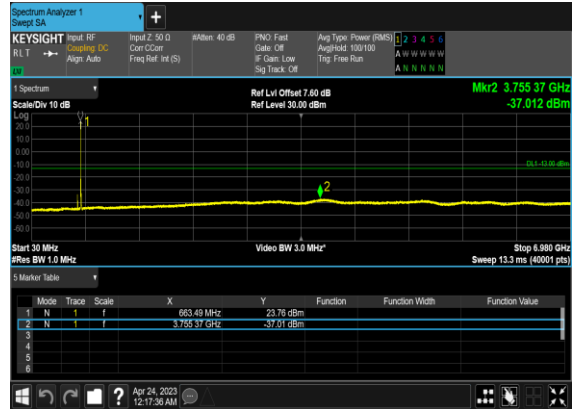 Spectrum Analyzer 1
Swept SA
+
KEYSIGHT Input: RF Input Z: 50 Ω #Atten: 40 dB PNO: Fast Avg Type: Power (RMS) 1 2 3 4 5 6
RLT Coupling: DC Corr CCorr Gate: Off Avg|Hold: 100/100 A W W W W W
Align: Auto Freq Ref: Int (S) IF Gain: Low Trig: Free Run
Sig Track: Off A N N N N N
1 Spectrum Ref Lvl Offset 7.60 dB Mkr2 3.755 37 GHz
Scale/Div 10 dB Ref Level 30.00 dBm -37.012 dBm
Log
20.0 1
10.0
0.00
-10.0 DL1 -13.00 dBm
-20.0
-30.0 2
-40.0
-50.0
-60.0
Start 30 MHz Video BW 3.0 MHz* Stop 6.980 GHz
#Res BW 1.0 MHz Sweep 13.3 ms (40001 pts)
5 Marker Table
Mode Trace Scale X Y Function Function Width Function Value
1 N 1 f 663.49 MHz 23.76 dBm
2 N 1 f 3.755 37 GHz -37.01 dBm
3
4
5
6
? Apr 24, 2023
12:17:36 AM